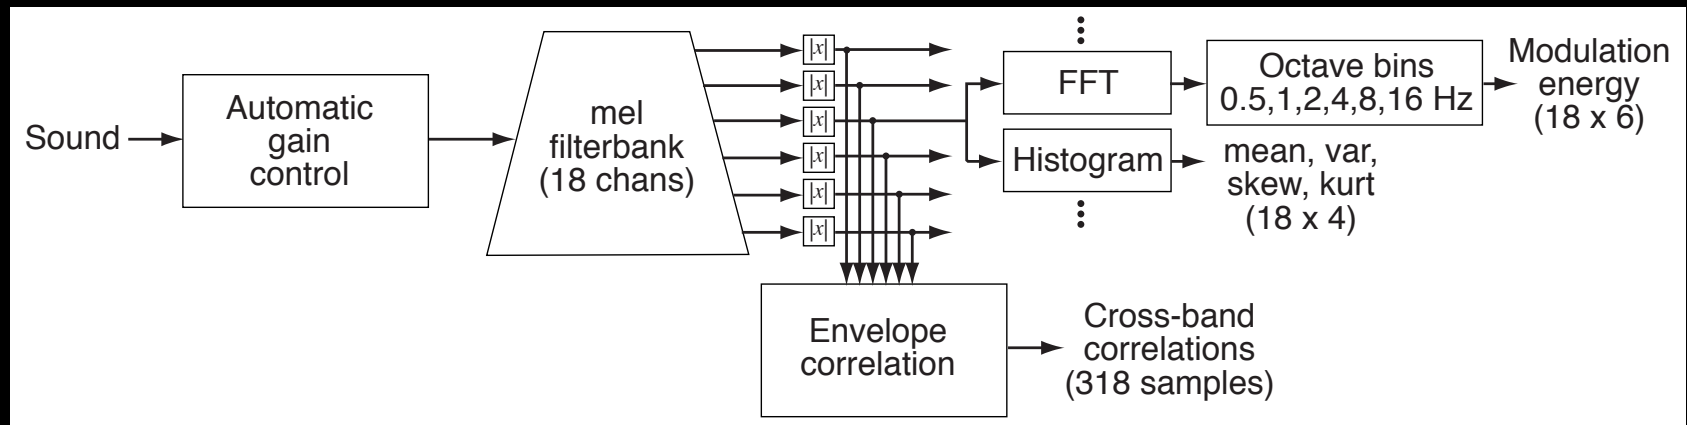 Sound
Automatic
gain
control
mel
filterbank
(18 chans)
|x|
|x|
|x|
|x|
|x|
|x|
FFT
Octave bins
0.5,1,2,4,8,16 Hz
Modulation
energy
(18 x 6)
Histogram
mean, var,
skew, kurt
(18 x 4)
Envelope
correlation
Cross-band
correlations
(318 samples)